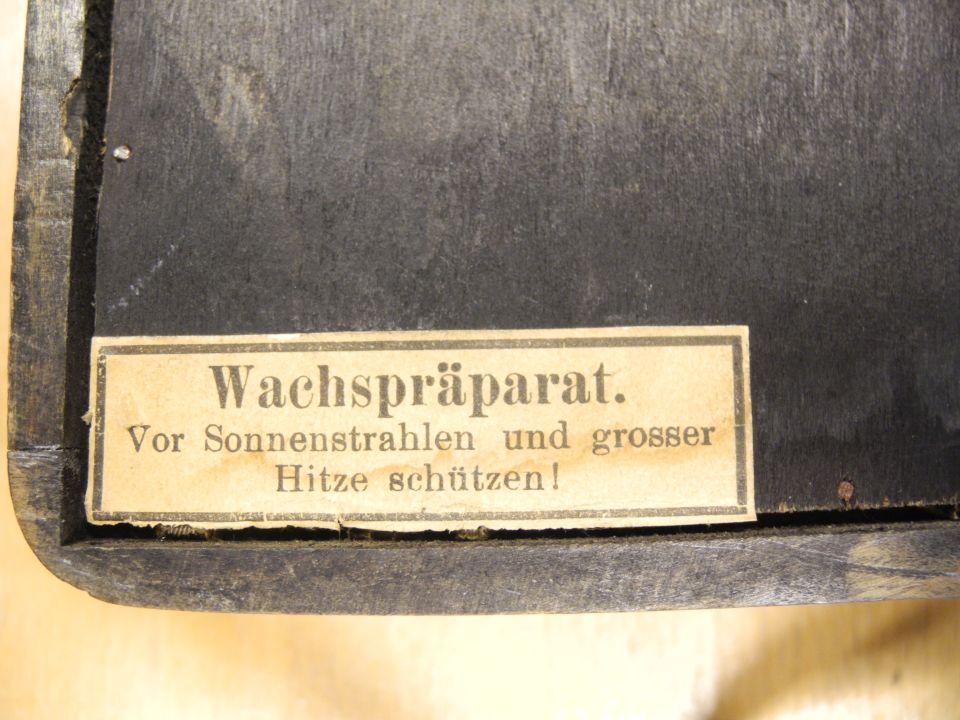 Wachspräparat.
Vor Sonnenstrahlen und grosser
Hitze schützen!